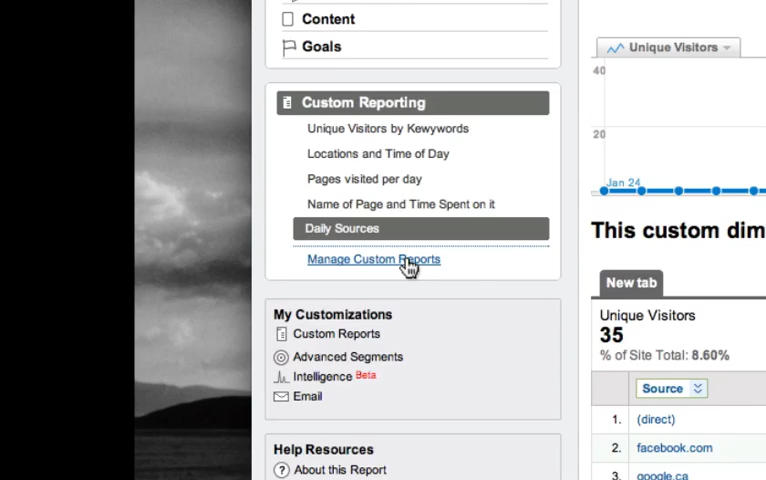 Content
Goals
Custom Reporting
Unique Visitors by Kewywords
Locations and Time of Day
Pages visited per day
Name of Page and Time Spent on it
Daily Sources
Manage Custom Reports
My Customizations
Custom Reports
Advanced Segments
Intelligence Beta
Email
Help Resources
? About this Report
Unique Visitors
40
20
Jan 24
This custom dim
New tab
Unique Visitors
35
% of Site Total: 8.60%
Source
1. (direct)
2. facebook.com
3. google.ca